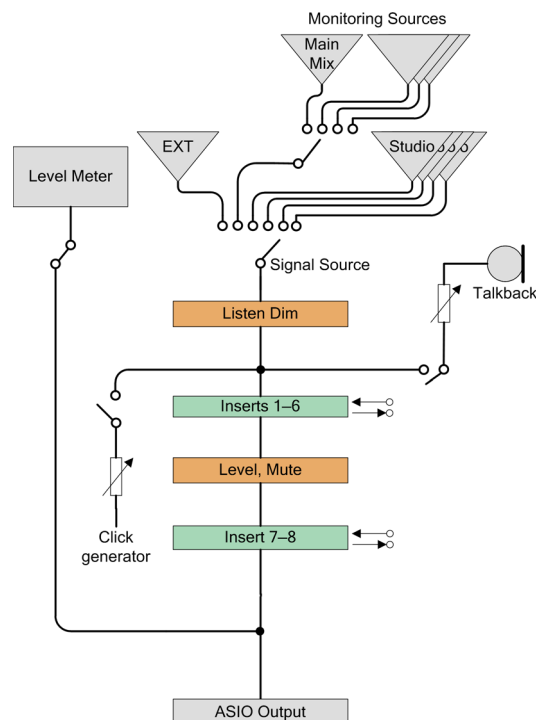 Monitoring Sources
Main
Mix
EXT
Studio
Level Meter
Signal Source
Talkback
Listen Dim
Inserts 1–6
Level, Mute
Click
generator
Insert 7–8
ASIO Output